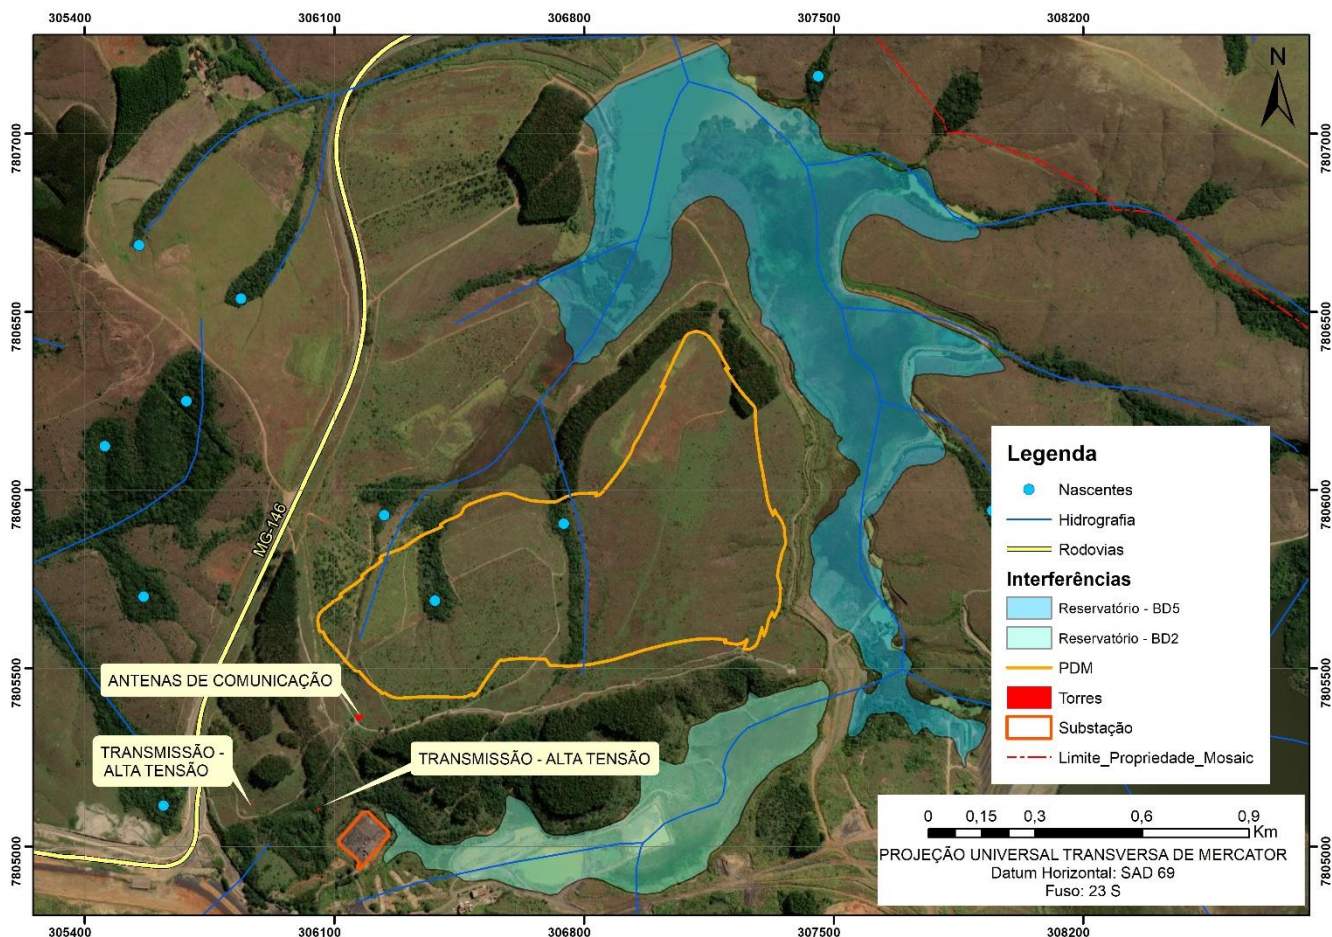 305400
306100
306800
307500
308200
N
7807000
7807000
7806500
7806500
MG-146
7806000
7806000
7805500
7805500
7805000
7805000
ANTENAS DE COMUNICAÇÃO
TRANSMISSÃO -
ALTA TENSÃO
TRANSMISSÃO - ALTA TENSÃO
Legenda
Nascentes
Hidrografia
Rodovias
Interferências
Reservatório - BD5
Reservatório - BD2
PDM
Torres
Substação
Limite_Propriedade_Mosaic
0 0,15 0,3 0,6 0,9
Km
PROJEÇÃO UNIVERSAL TRANSVERSA DE MERCATOR
Datum Horizontal: SAD 69
Fuso: 23 S
305400
306100
306800
307500
308200